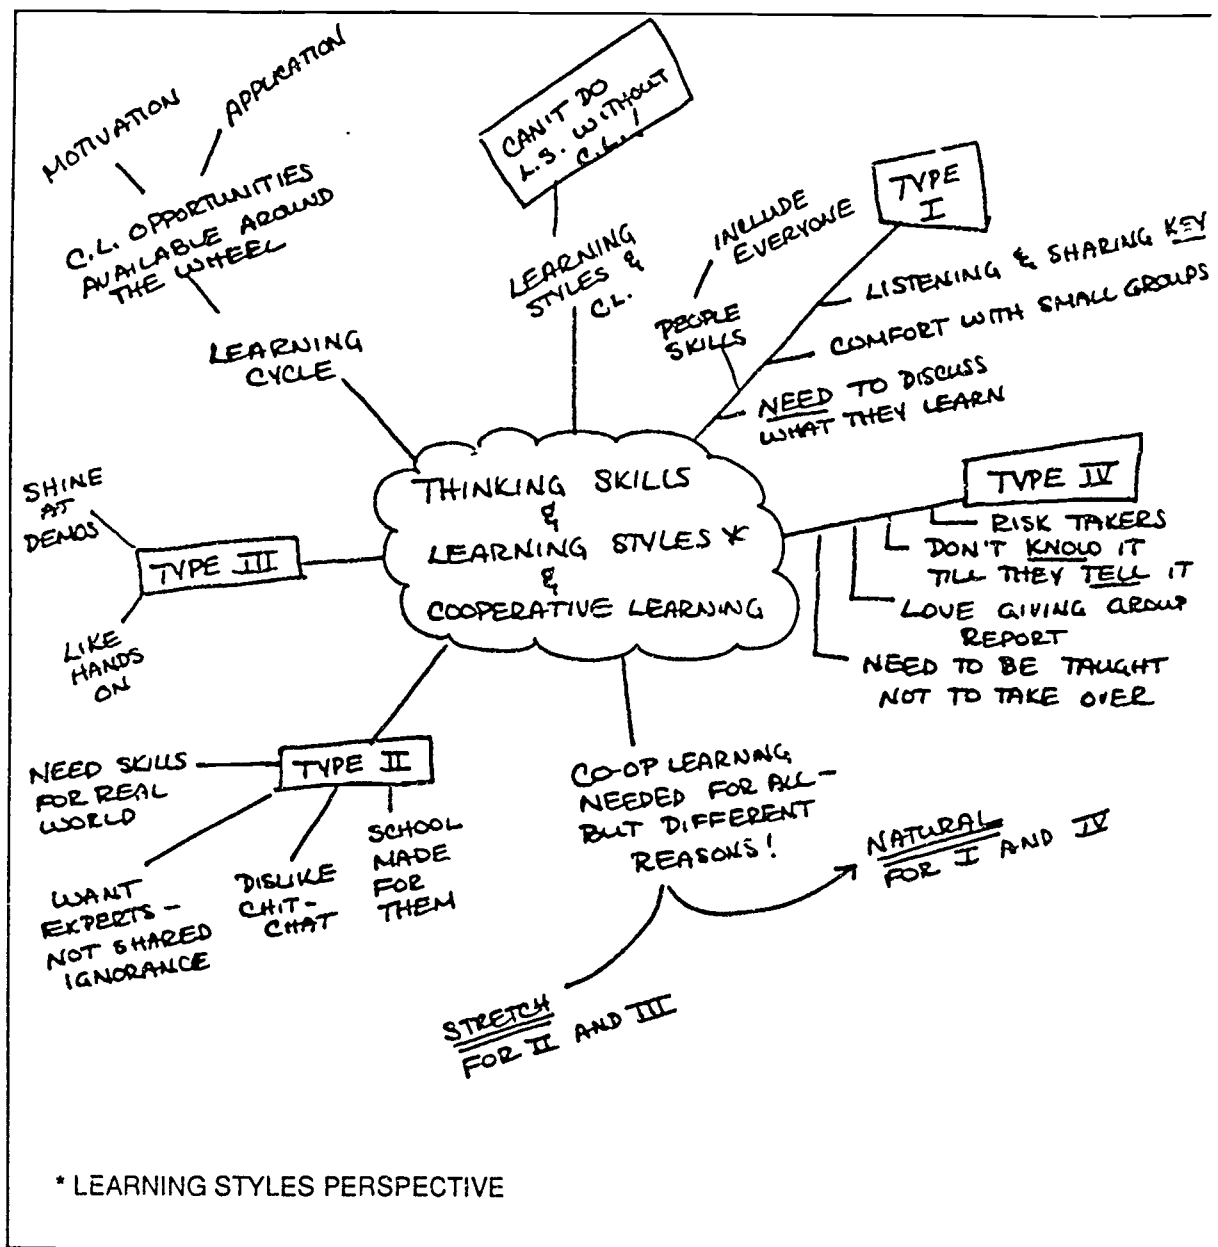 MOTIVATION
APPLICATION
C.L. OPPORTUNITIES
AVAILABLE AROUND
THE WHEEL
LEARNING
CYCLE
CAN'T DO
L.S. WITHOUT
C.L.!
LEARNING
STYLES &
C.L.
TYPE
I
INCLUDE
EVERYONE
PEOPLE
SKILLS
LISTENING & SHARING KEY
COMFORT WITH SMALL GROUPS
NEED TO DISCUSS
WHAT THEY LEARN
THINKING SKILLS
&
LEARNING STYLES *
&
COOPERATIVE LEARNING
TYPE IV
RISK TAKERS
DON'T KNOW IT
TILL THEY TELL IT
LOVE GIVING GROUP
REPORT
NEED TO BE TAUGHT
NOT TO TAKE OVER
SHINE
AT
DEMOS
TYPE III
LIKE
HANDS
ON
TYPE II
NEED SKILLS
FOR REAL
WORLD
WANT
EXPERTS -
NOT SHARED
IGNORANCE
DISLIKE
CHIT-
CHAT
SCHOOL
MADE
FOR
THEM
CO-OP LEARNING
NEEDED FOR ALL -
BUT DIFFERENT
REASONS!
NATURAL
FOR I AND IV
STRETCH
FOR II AND III
* LEARNING STYLES PERSPECTIVE